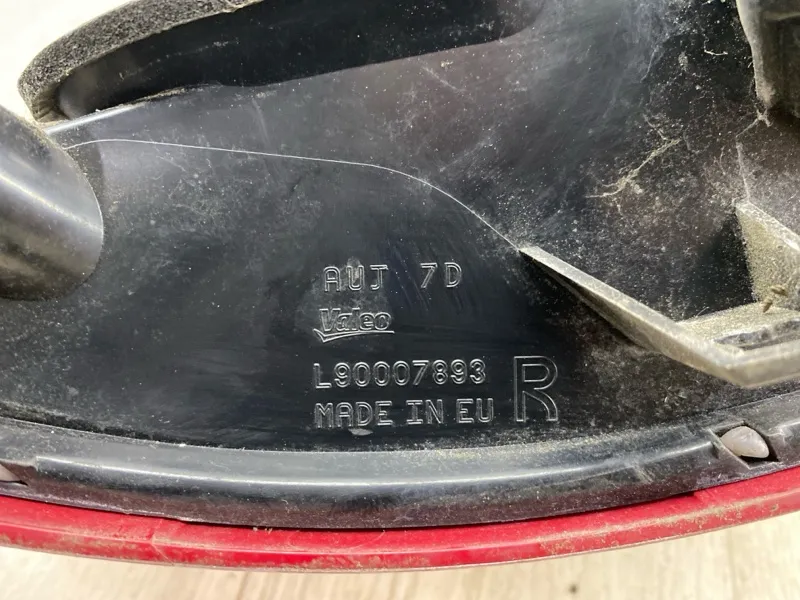 AUJ 7D
Valeo
L90007893
MADE IN EU R